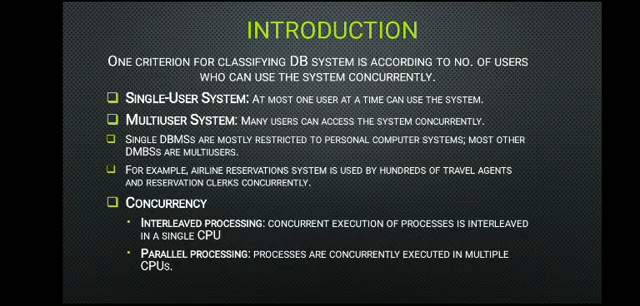 INTRODUCTION
ONE CRITERION FOR CLASSIFYING DB SYSTEM IS ACCORDING TO NO. OF USERS
WHO CAN USE THE SYSTEM CONCURRENTLY.
❑ SINGLE-USER SYSTEM: AT MOST ONE USER AT A TIME CAN USE THE SYSTEM.
❑ MULTIUSER SYSTEM: MANY USERS CAN ACCESS THE SYSTEM CONCURRENTLY.
❑ SINGLE DBMSS ARE MOSTLY RESTRICTED TO PERSONAL COMPUTER SYSTEMS; MOST OTHER
DMBSS ARE MULTIUSERS.
❑ FOR EXAMPLE, AIRLINE RESERVATIONS SYSTEM IS USED BY HUNDREDS OF TRAVEL AGENTS
AND RESERVATION CLERKS CONCURRENTLY.
❑ CONCURRENCY
• INTERLEAVED PROCESSING: CONCURRENT EXECUTION OF PROCESSES IS INTERLEAVED
IN A SINGLE CPU
• PARALLEL PROCESSING: PROCESSES ARE CONCURRENTLY EXECUTED IN MULTIPLE
CPUS.